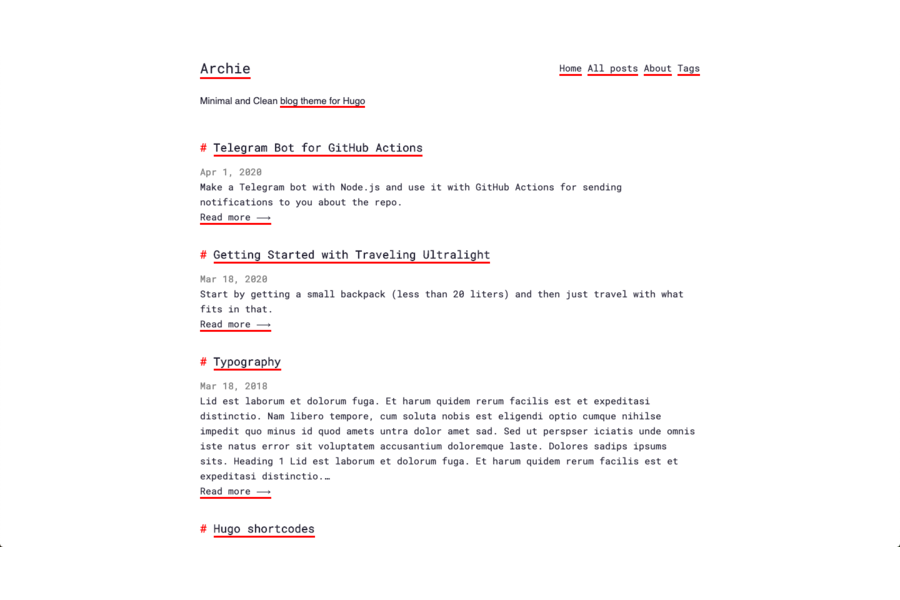 Archie
Home All posts About Tags
Minimal and Clean blog theme for Hugo
# Telegram Bot for GitHub Actions
Apr 1, 2020
Make a Telegram bot with Node.js and use it with GitHub Actions for sending
notifications to you about the repo.
Read more ⟶
# Getting Started with Traveling Ultralight
Mar 18, 2020
Start by getting a small backpack (less than 20 liters) and then just travel with what
fits in that.
Read more ⟶
# Typography
Mar 18, 2018
Lid est laborum et dolorum fuga. Et harum quidem rerum facilis est et expeditasi
distinctio. Nam libero tempore, cum soluta nobis est eligendi optio cumque nihilse
impedit quo minus id quod amets untra dolor amet sad. Sed ut perspser iciatis unde omnis
iste natus error sit voluptatem accusantium doloremque laste. Dolores sadips ipsums
sits. Heading 1 Lid est laborum et dolorum fuga. Et harum quidem rerum facilis est et
expeditasi distinctio.…
Read more ⟶
# Hugo shortcodes